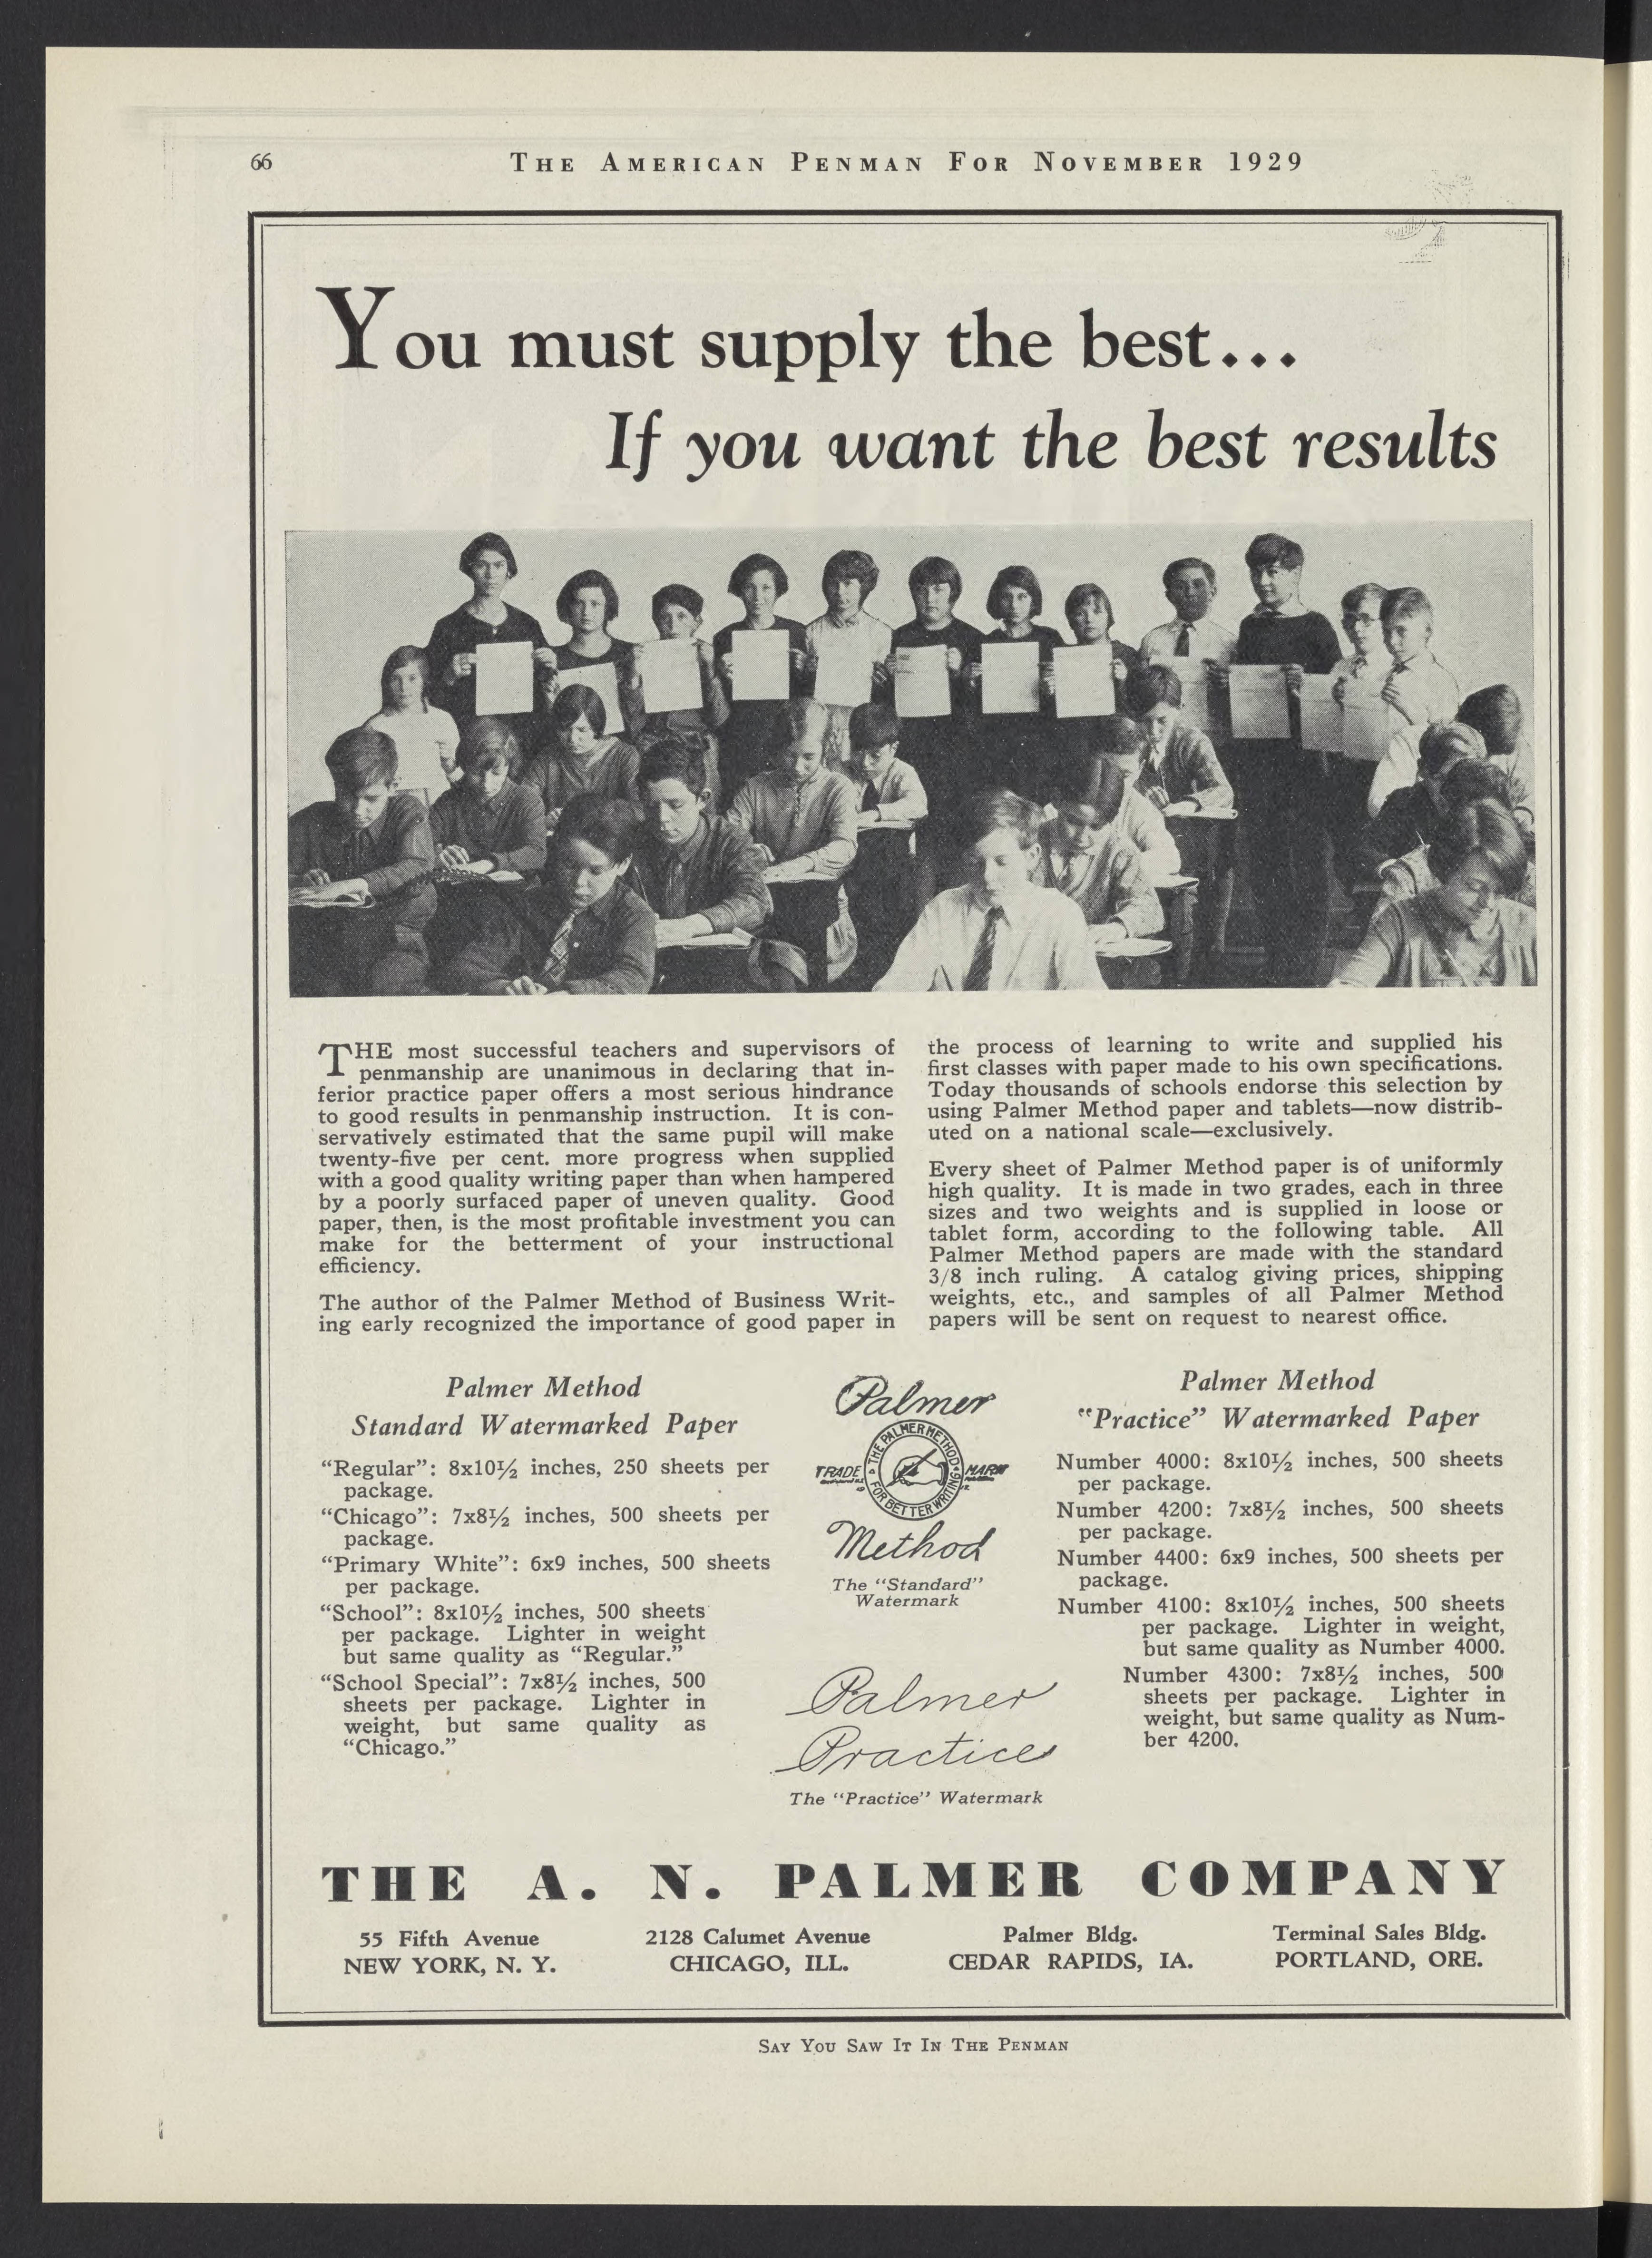 66
THE AMERICAN PENMAN FOR NOVEMBER 1929
You must supply the best...
If you want the best results
THE most successful teachers and supervisors of
penmanship are unanimous in declaring that in-
ferior practice paper offers a most serious hindrance
to good results in penmanship instruction. It is con-
servatively estimated that the same pupil will make
twenty-five per cent. more progress when supplied
with a good quality writing paper than when hampered
by a poorly surfaced paper of uneven quality. Good
paper, then, is the most profitable investment you can
make for the betterment of your instructional
efficiency.
The author of the Palmer Method of Business Writ-
ing early recognized the importance of good paper in
the process of learning to write and supplied his
first classes with paper made to his own specifications.
Today thousands of schools endorse this selection by
using Palmer Method paper and tablets—now distrib-
uted on a national scale—exclusively.
Every sheet of Palmer Method paper is of uniformly
high quality. It is made in two grades, each in three
sizes and two weights and is supplied in loose or
tablet form, according to the following table. All
Palmer Method papers are made with the standard
3/8 inch ruling. A catalog giving prices, shipping
weights, etc., and samples of all Palmer Method
papers will be sent on request to nearest office.
Palmer Method
Standard Watermarked Paper
“Regular”: 8x10½ inches, 250 sheets per
package.
“Chicago”: 7x8½ inches, 500 sheets per
package.
“Primary White”: 6x9 inches, 500 sheets
per package.
“School”: 8x10½ inches, 500 sheets
per package. Lighter in weight
but same quality as “Regular.”
“School Special”: 7x8½ inches, 500
sheets per package. Lighter in
weight, but same quality as
“Chicago.”
Palmer
THE PALMER METHOD
FOR BETTER WRITING
TRADE MARK
Method
The “Standard”
Watermark
Palmer
Practice
The “Practice” Watermark
Palmer Method
“Practice” Watermarked Paper
Number 4000: 8x10½ inches, 500 sheets
per package.
Number 4200: 7x8½ inches, 500 sheets
per package.
Number 4400: 6x9 inches, 500 sheets per
package.
Number 4100: 8x10½ inches, 500 sheets
per package. Lighter in weight,
but same quality as Number 4000.
Number 4300: 7x8½ inches, 500
sheets per package. Lighter in
weight, but same quality as Num-
ber 4200.
THE A. N. PALMER COMPANY
55 Fifth Avenue
NEW YORK, N. Y.
2128 Calumet Avenue
CHICAGO, ILL.
Palmer Bldg.
CEDAR RAPIDS, IA.
Terminal Sales Bldg.
PORTLAND, ORE.
SAY YOU SAW IT IN THE PENMAN